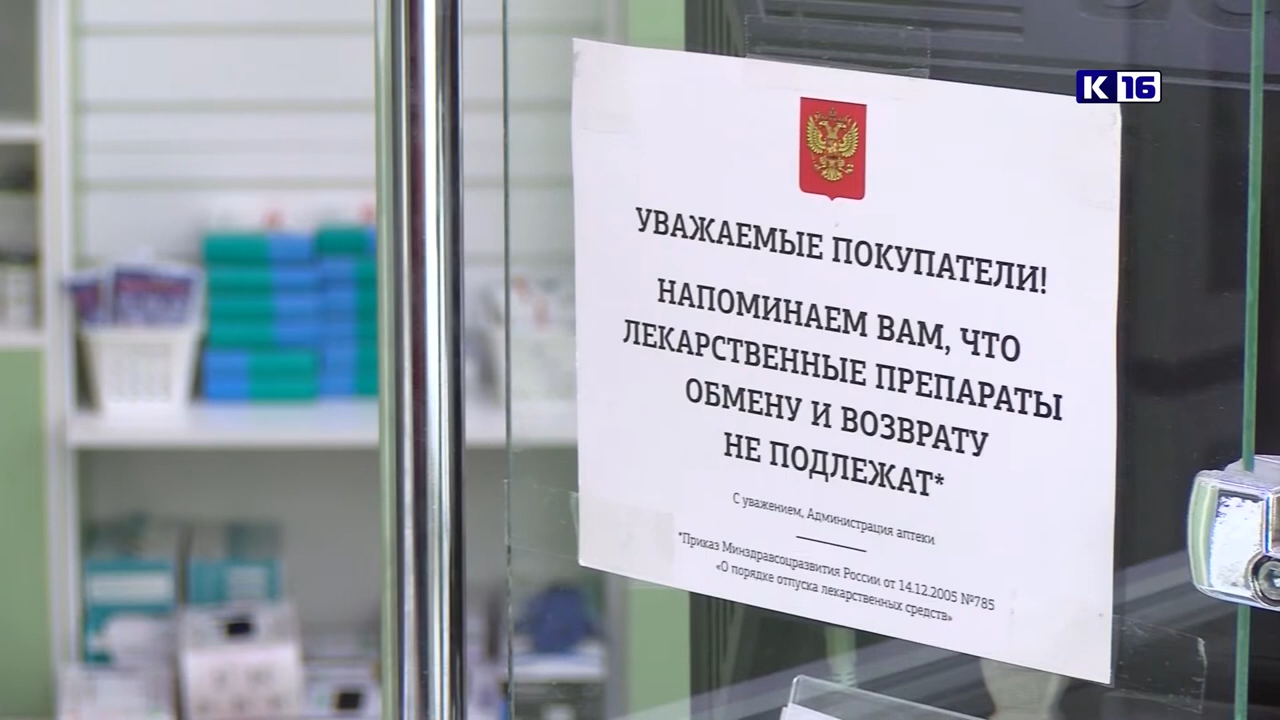 К 16
УВАЖАЕМЫЕ ПОКУПАТЕЛИ!
НАПОМИНАЕМ ВАМ, ЧТО
ЛЕКАРСТВЕННЫЕ ПРЕПАРАТЫ
ОБМЕНУ И ВОЗВРАТУ
НЕ ПОДЛЕЖАТ*
С уважением, Администрация аптеки
*Приказ Минздравсоцразвития России от 14.12.2005 №785
«О порядке отпуска лекарственных средств»